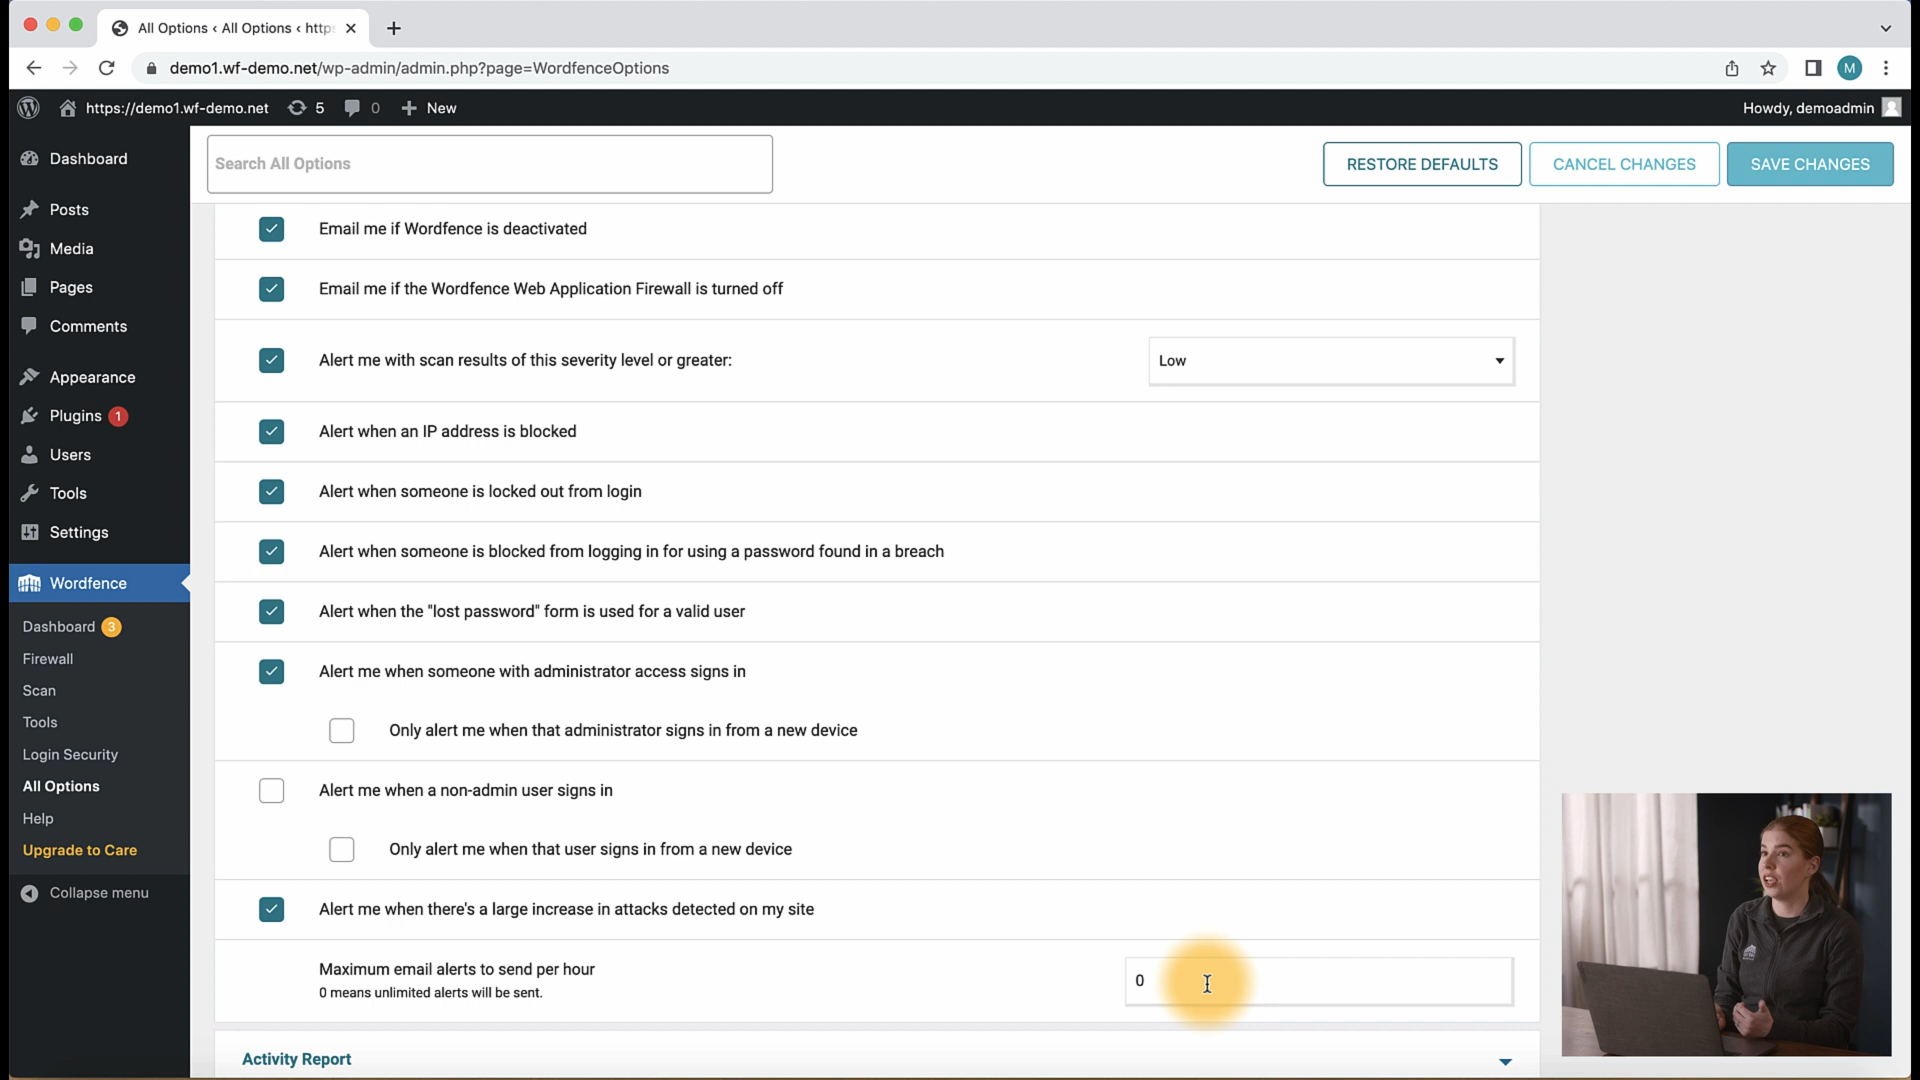 All Options ‹ All Options ‹ http
demo1.wf-demo.net/wp-admin/admin.php?page=WordfenceOptions
M
https://demo1.wf-demo.net
5
0
New
Howdy, demoadmin
Dashboard
Posts
Media
Pages
Comments
Appearance
Plugins 1
Users
Tools
Settings
Wordfence
Dashboard 3
Firewall
Scan
Tools
Login Security
All Options
Help
Upgrade to Care
Collapse menu
Search All Options
RESTORE DEFAULTS
CANCEL CHANGES
SAVE CHANGES
Email me if Wordfence is deactivated
Email me if the Wordfence Web Application Firewall is turned off
Alert me with scan results of this severity level or greater:
Low
Alert when an IP address is blocked
Alert when someone is locked out from login
Alert when someone is blocked from logging in for using a password found in a breach
Alert when the "lost password" form is used for a valid user
Alert me when someone with administrator access signs in
Only alert me when that administrator signs in from a new device
Alert me when a non-admin user signs in
Only alert me when that user signs in from a new device
Alert me when there's a large increase in attacks detected on my site
Maximum email alerts to send per hour
0 means unlimited alerts will be sent.
0
Activity Report